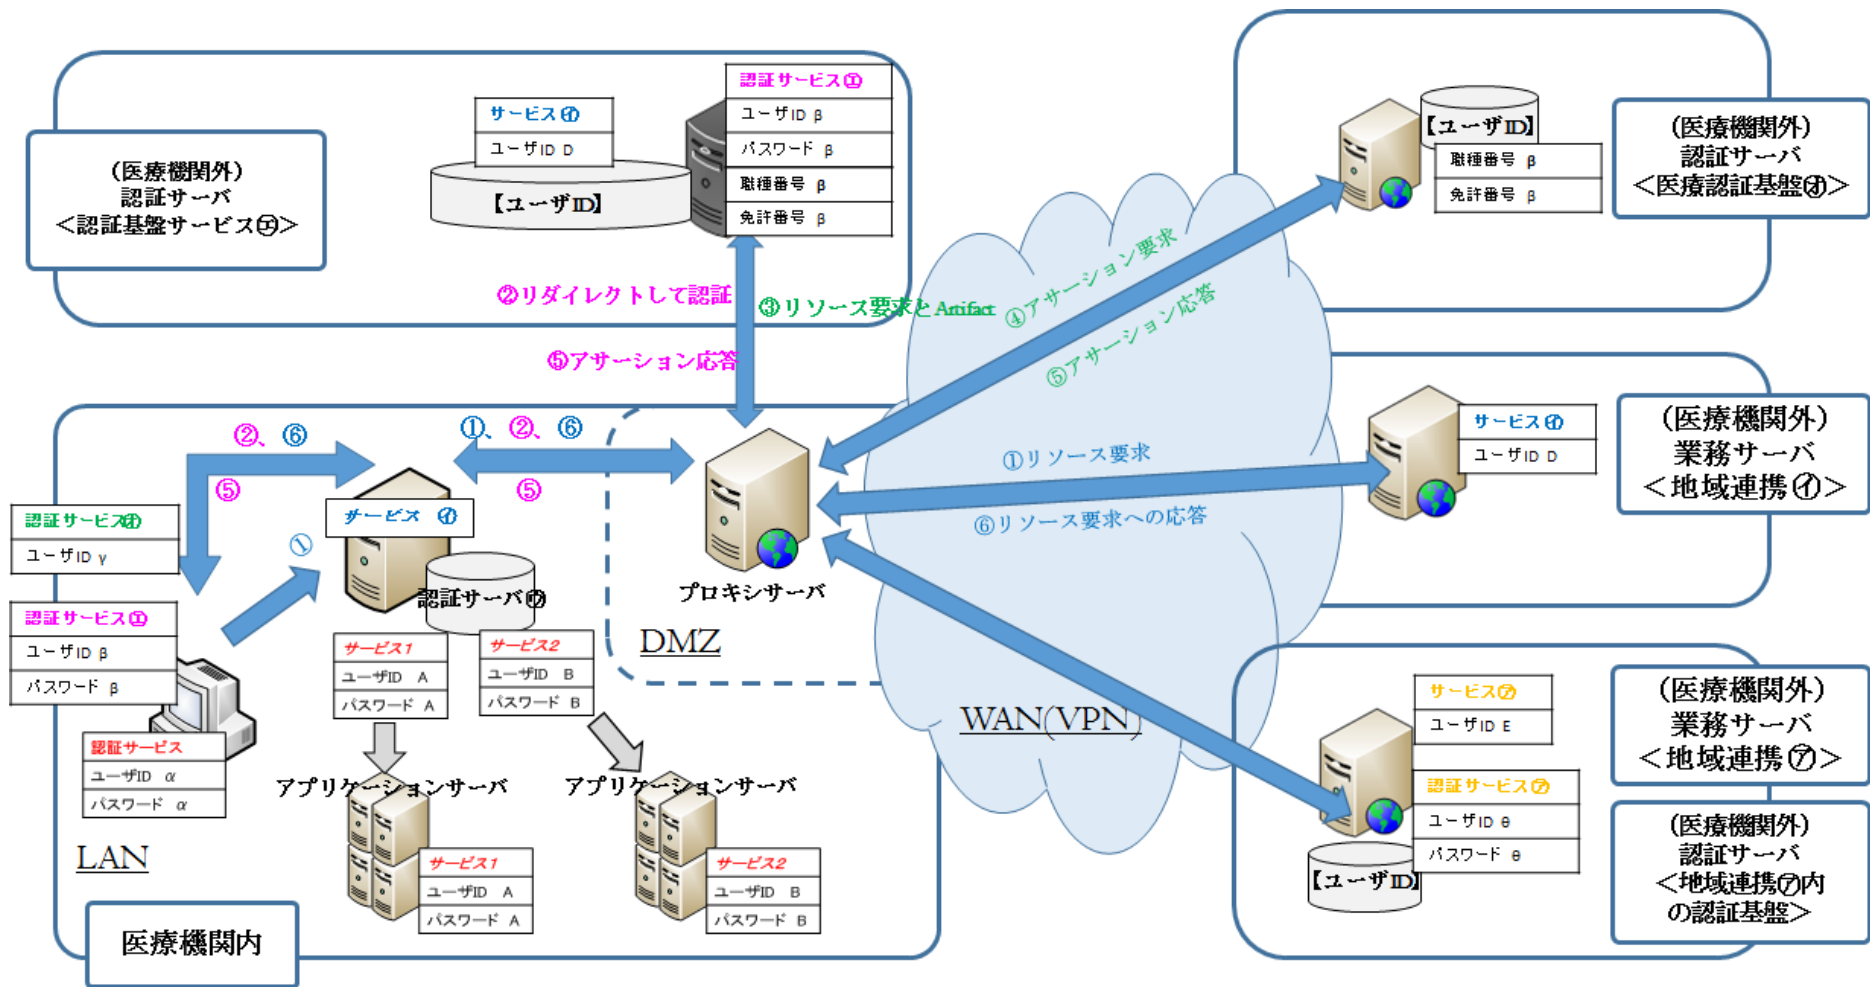 (医療機関外)
認証サーバ
<認証基盤サービス㋓>
サービス㋑
ユーザID D
【ユーザID】
認証サービス㋓
ユーザID β
パスワード β
職種番号 β
免許番号 β
②リダイレクトして認証
③リソース要求とArtifact
⑤アサーション応答
【ユーザID】
職種番号 β
免許番号 β
(医療機関外)
認証サーバ
<医療認証基盤㋔>
④アサーション要求
⑤アサーション応答
①リソース要求
⑥リソース要求への応答
サービス㋑
ユーザID D
(医療機関外)
業務サーバ
<地域連携㋑>
②、⑥
⑤
①、②、⑥
⑤
①
認証サービス㋔
ユーザID γ
認証サービス㋓
ユーザID β
パスワード β
認証サービス
ユーザID α
パスワード α
サービス ㋑
認証サーバ㋒
サービス1
ユーザID A
パスワード A
サービス2
ユーザID B
パスワード B
プロキシサーバ
DMZ
WAN(VPN)
アプリケーションサーバ
サービス1
ユーザID A
パスワード A
アプリケーションサーバ
サービス2
ユーザID B
パスワード B
LAN
医療機関内
サービス㋐
ユーザID E
認証サービス㋐
ユーザID θ
パスワード θ
【ユーザID】
(医療機関外)
業務サーバ
<地域連携㋐>
(医療機関外)
認証サーバ
<地域連携㋐内
の認証基盤>